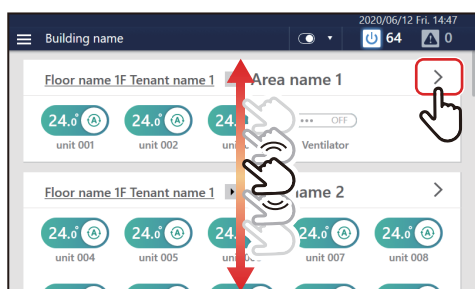 2020/06/12 Fri. 14:47
Building name 64 0
Floor name 1F Tenant name 1 Area name 1
24.0° A 24.0° A 24. OFF
unit 001 unit 002 Ventilator
Floor name 1F Tenant name 1 name 2
24.0° A 24.0° A 24. 24.0° A 24.0° A
unit 004 unit 005 unit 007 unit 008